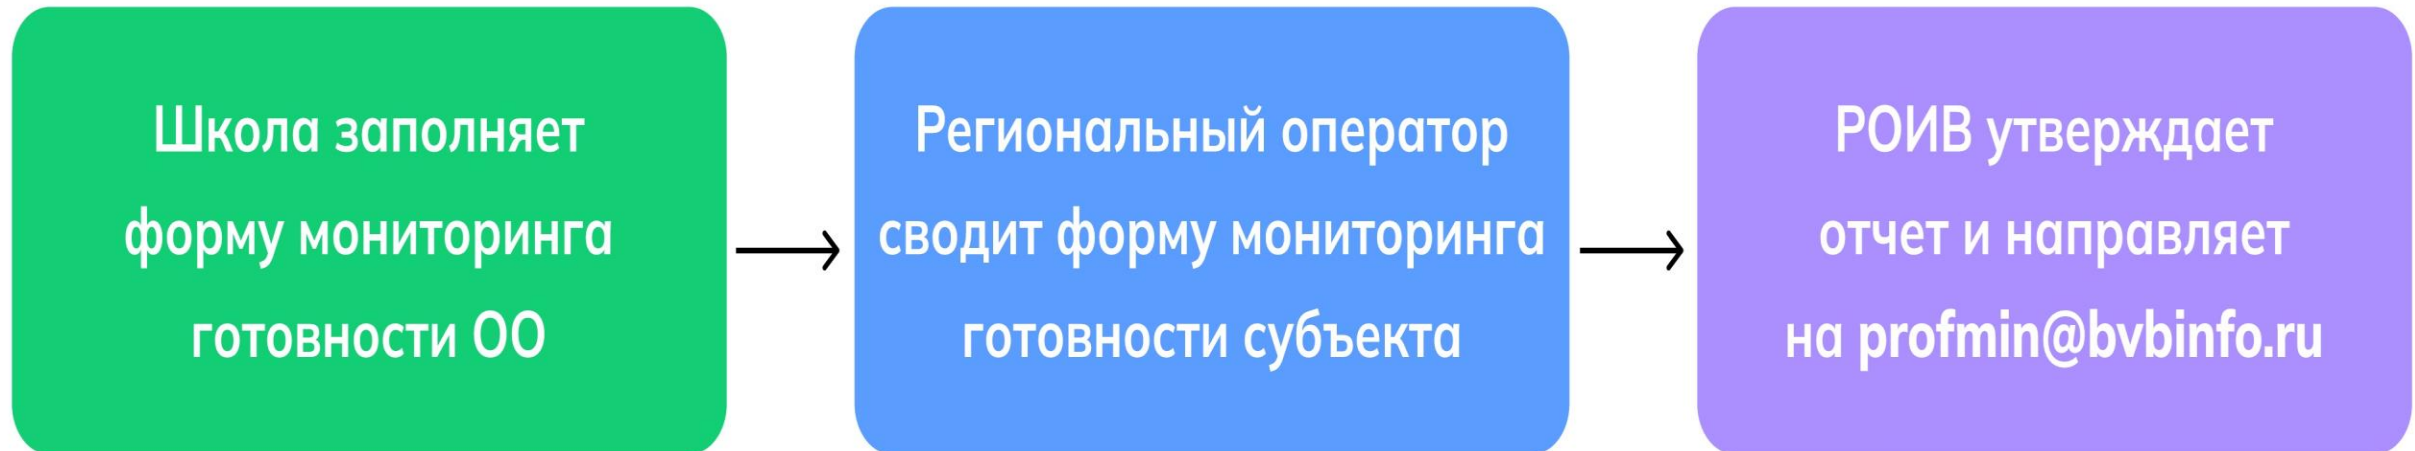 Школа заполняет
форму мониторинга
готовности ОО
Региональный оператор
сводит форму мониторинга
готовности субъекта
РОИВ утверждает
отчет и направляет
на profmin@bvbinfo.ru